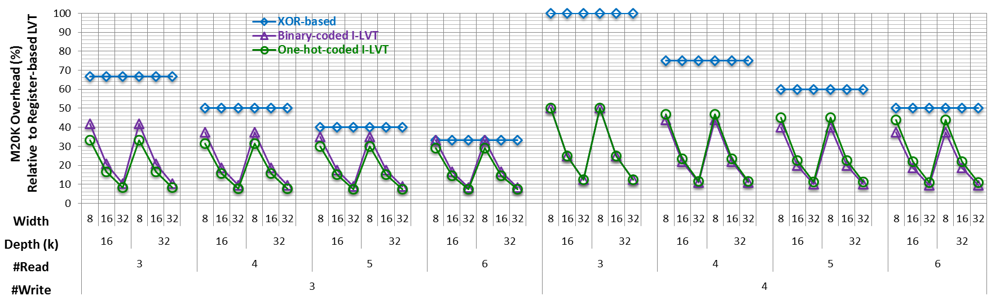 M20K Overhead (%)
Relative to Register-based LVT
100
90
80
70
60
50
40
30
20
10
0
XOR-based
Binary-coded I-LVT
One-hot-coded I-LVT
Width 8 16 32 8 16 32 8 16 32 8 16 32 8 16 32 8 16 32 8 16 32 8 16 32 8 16 32 8 16 32 8 16 32 8 16 32 8 16 32 8 16 32 8 16 32 8 16 32
Depth (k) 16 32 16 32 16 32 16 32 16 32 16 32 16 32 16 32
#Read 3 4 5 6 3 4 5 6
#Write 3 4